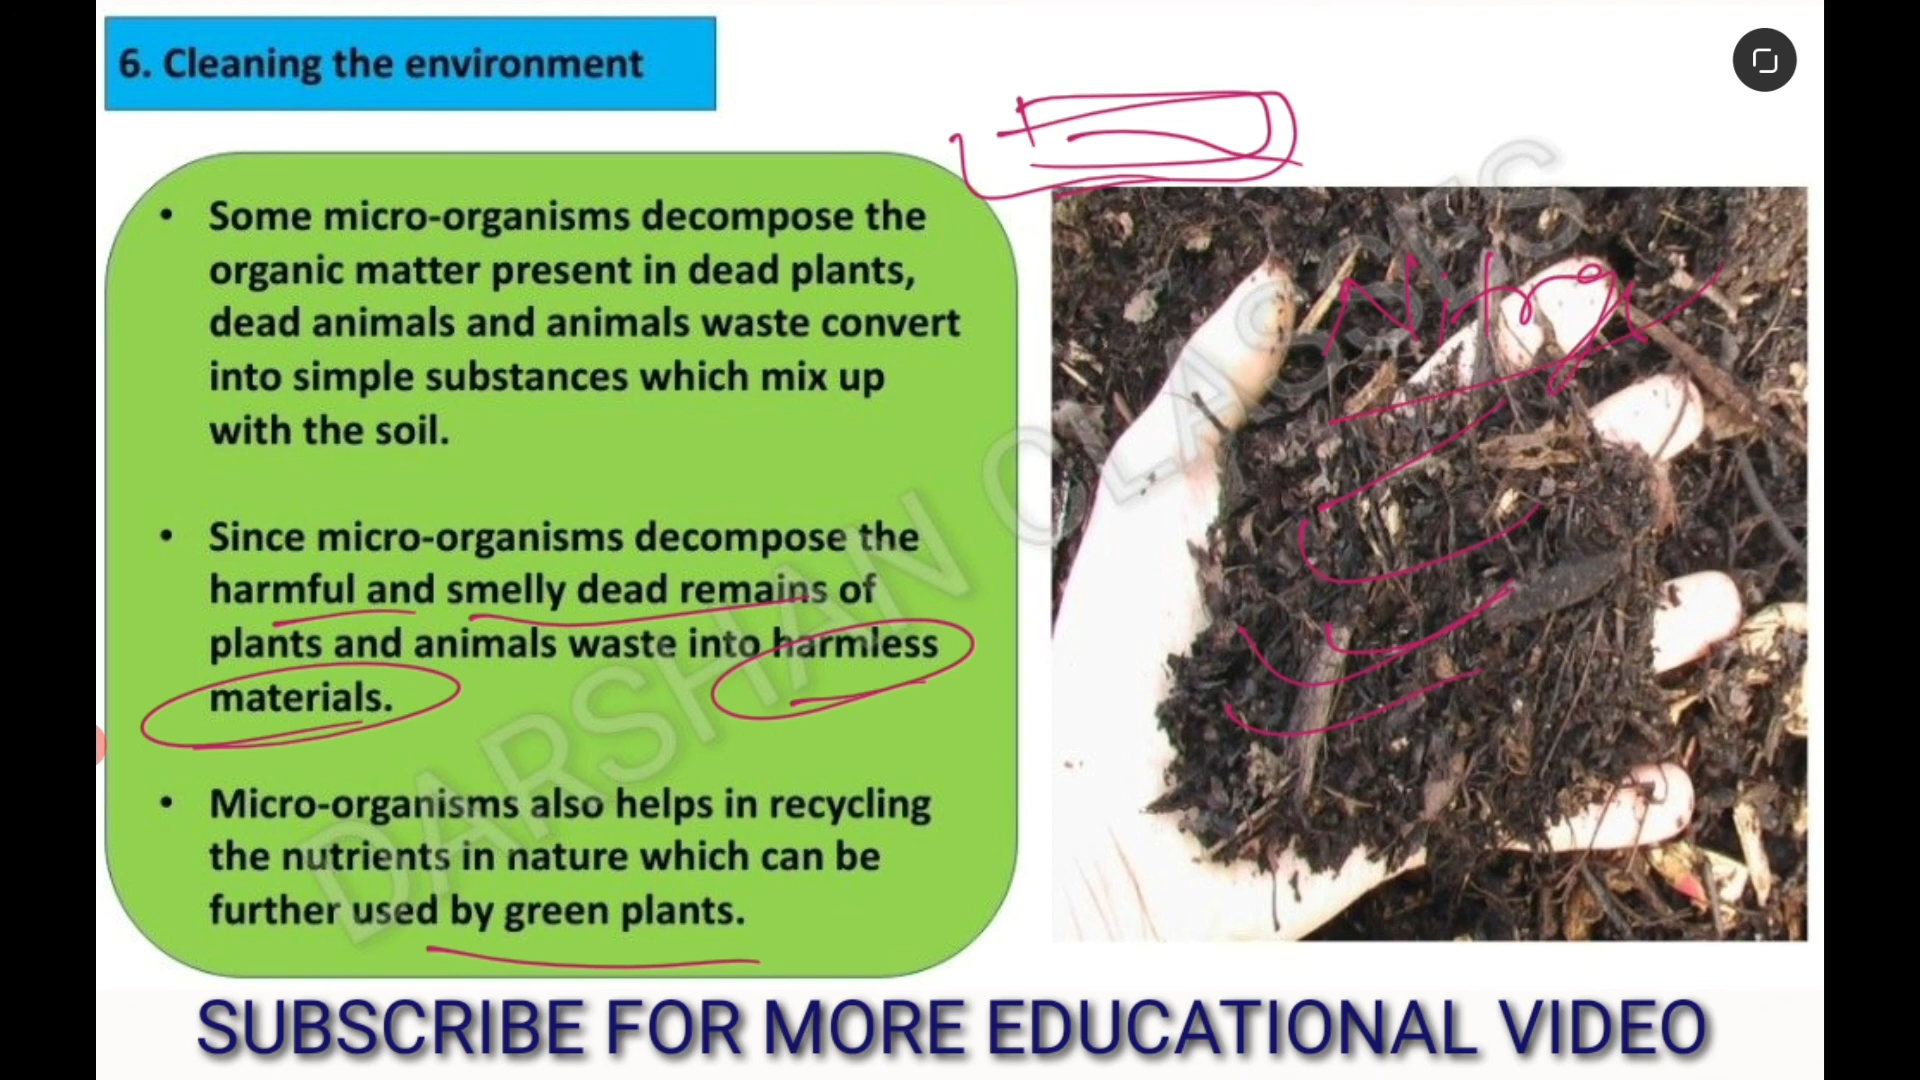 6. Cleaning the environment
• Some micro-organisms decompose the
organic matter present in dead plants,
dead animals and animals waste convert
into simple substances which mix up
with the soil.
• Since micro-organisms decompose the
harmful and smelly dead remains of
plants and animals waste into harmless
materials.
• Micro-organisms also helps in recycling
the nutrients in nature which can be
further used by green plants.
DARSHAN CLASSES
SUBSCRIBE FOR MORE EDUCATIONAL VIDEO